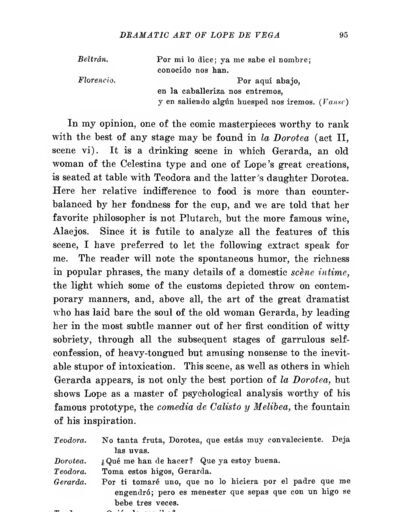 DRAMATIC ART OF LOPE DE VEGA 95
Beltrán. Por mi lo dice; ya me sabe el nombre;
conocido nos han.
Florencio. Por aquí abajo,
en la caballeriza nos entremos,
y en saliendo algún huesped nos iremos. (Vanse)
In my opinion, one of the comic masterpieces worthy to rank
with the best of any stage may be found in la Dorotea (act II,
scene vi). It is a drinking scene in which Gerarda, an old
woman of the Celestina type and one of Lope's great creations,
is seated at table with Teodora and the latter's daughter Dorotea.
Here her relative indifference to food is more than counter-
balanced by her fondness for the cup, and we are told that her
favorite philosopher is not Plutarch, but the more famous wine,
Alaejos. Since it is futile to analyze all the features of this
scene, I have preferred to let the following extract speak for
me. The reader will note the spontaneous humor, the richness
in popular phrases, the many details of a domestic scène intime,
the light which some of the customs depicted throw on contem-
porary manners, and, above all, the art of the great dramatist
who has laid bare the soul of the old woman Gerarda, by leading
her in the most subtle manner out of her first condition of witty
sobriety, through all the subsequent stages of garrulous self-
confession, of heavy-tongued but amusing nonsense to the inevit-
able stupor of intoxication. This scene, as well as others in which
Gerarda appears, is not only the best portion of la Dorotea, but
shows Lope as a master of psychological analysis worthy of his
famous prototype, the comedia de Calisto y Melibea, the fountain
of his inspiration.
Teodora. No tanta fruta, Dorotea, que estás muy convaleciente. Deja
las uvas.
Dorotea. ¿Qué me han de hacer? Que ya estoy buena.
Teodora. Toma estos higos, Gerarda.
Gerarda. Por ti tomaré uno, que no lo hiciera por el padre que me
engendró; pero es menester que sepas que con un higo se
bebe tres veces.